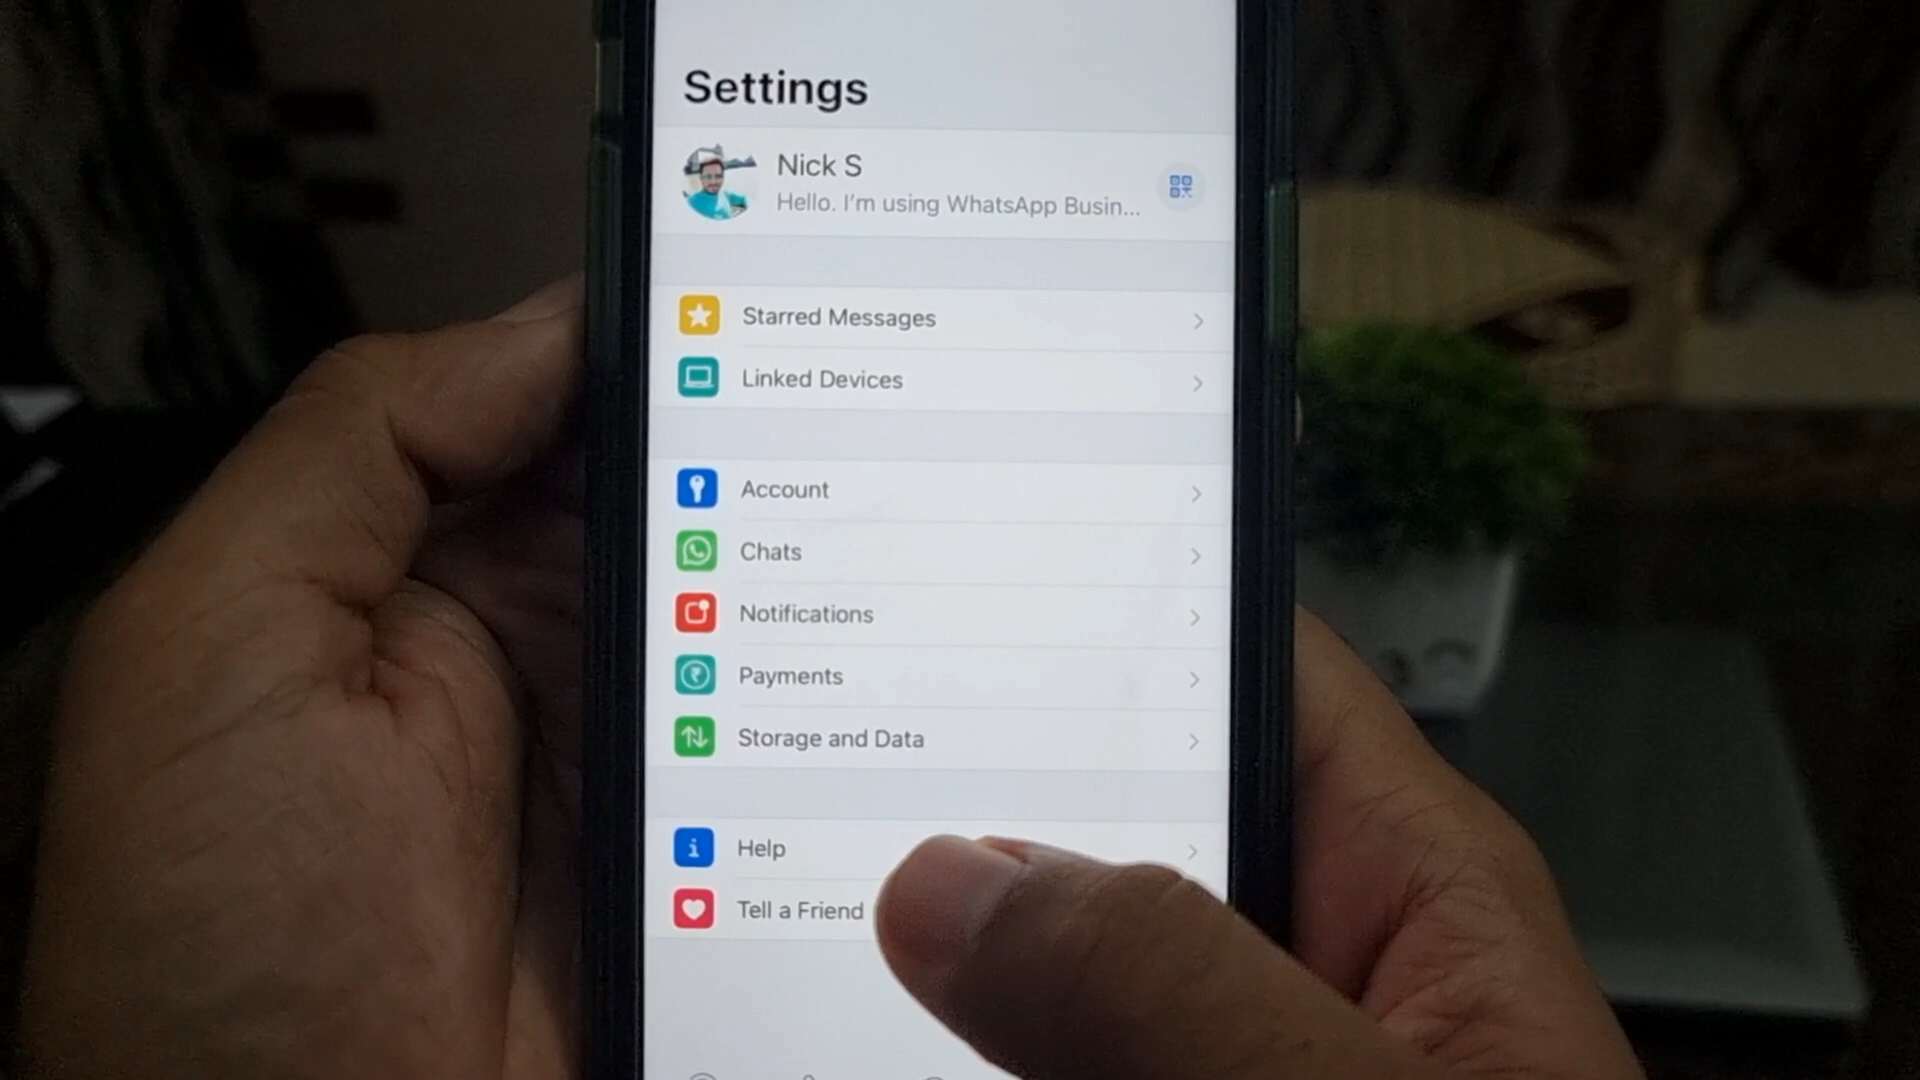 Settings
Nick S
Hello. I'm using WhatsApp Busin...
Starred Messages
Linked Devices
Account
Chats
Notifications
Payments
Storage and Data
Help
Tell a Friend